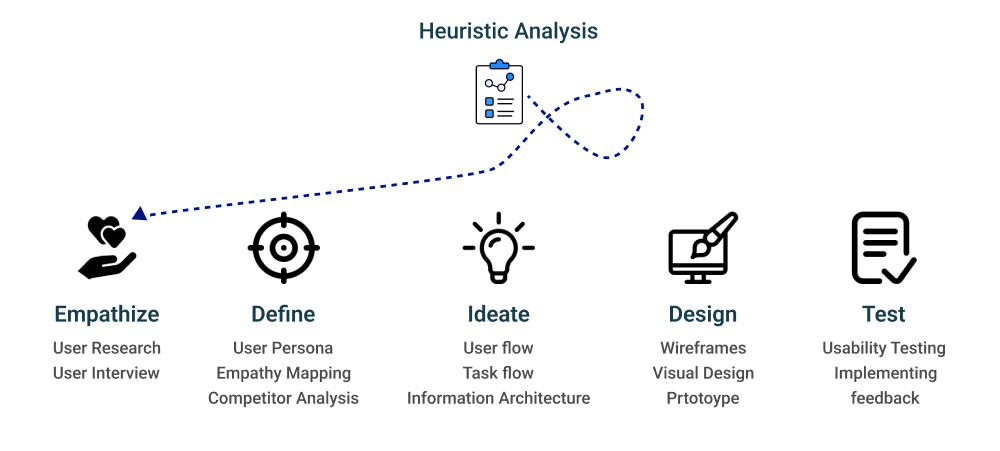 Heuristic Analysis
Empathize
User Research
User Interview
Define
User Persona
Empathy Mapping
Competitor Analysis
Ideate
User flow
Task flow
Information Architecture
Design
Wireframes
Visual Design
Prtotoype
Test
Usability Testing
Implementing
feedback